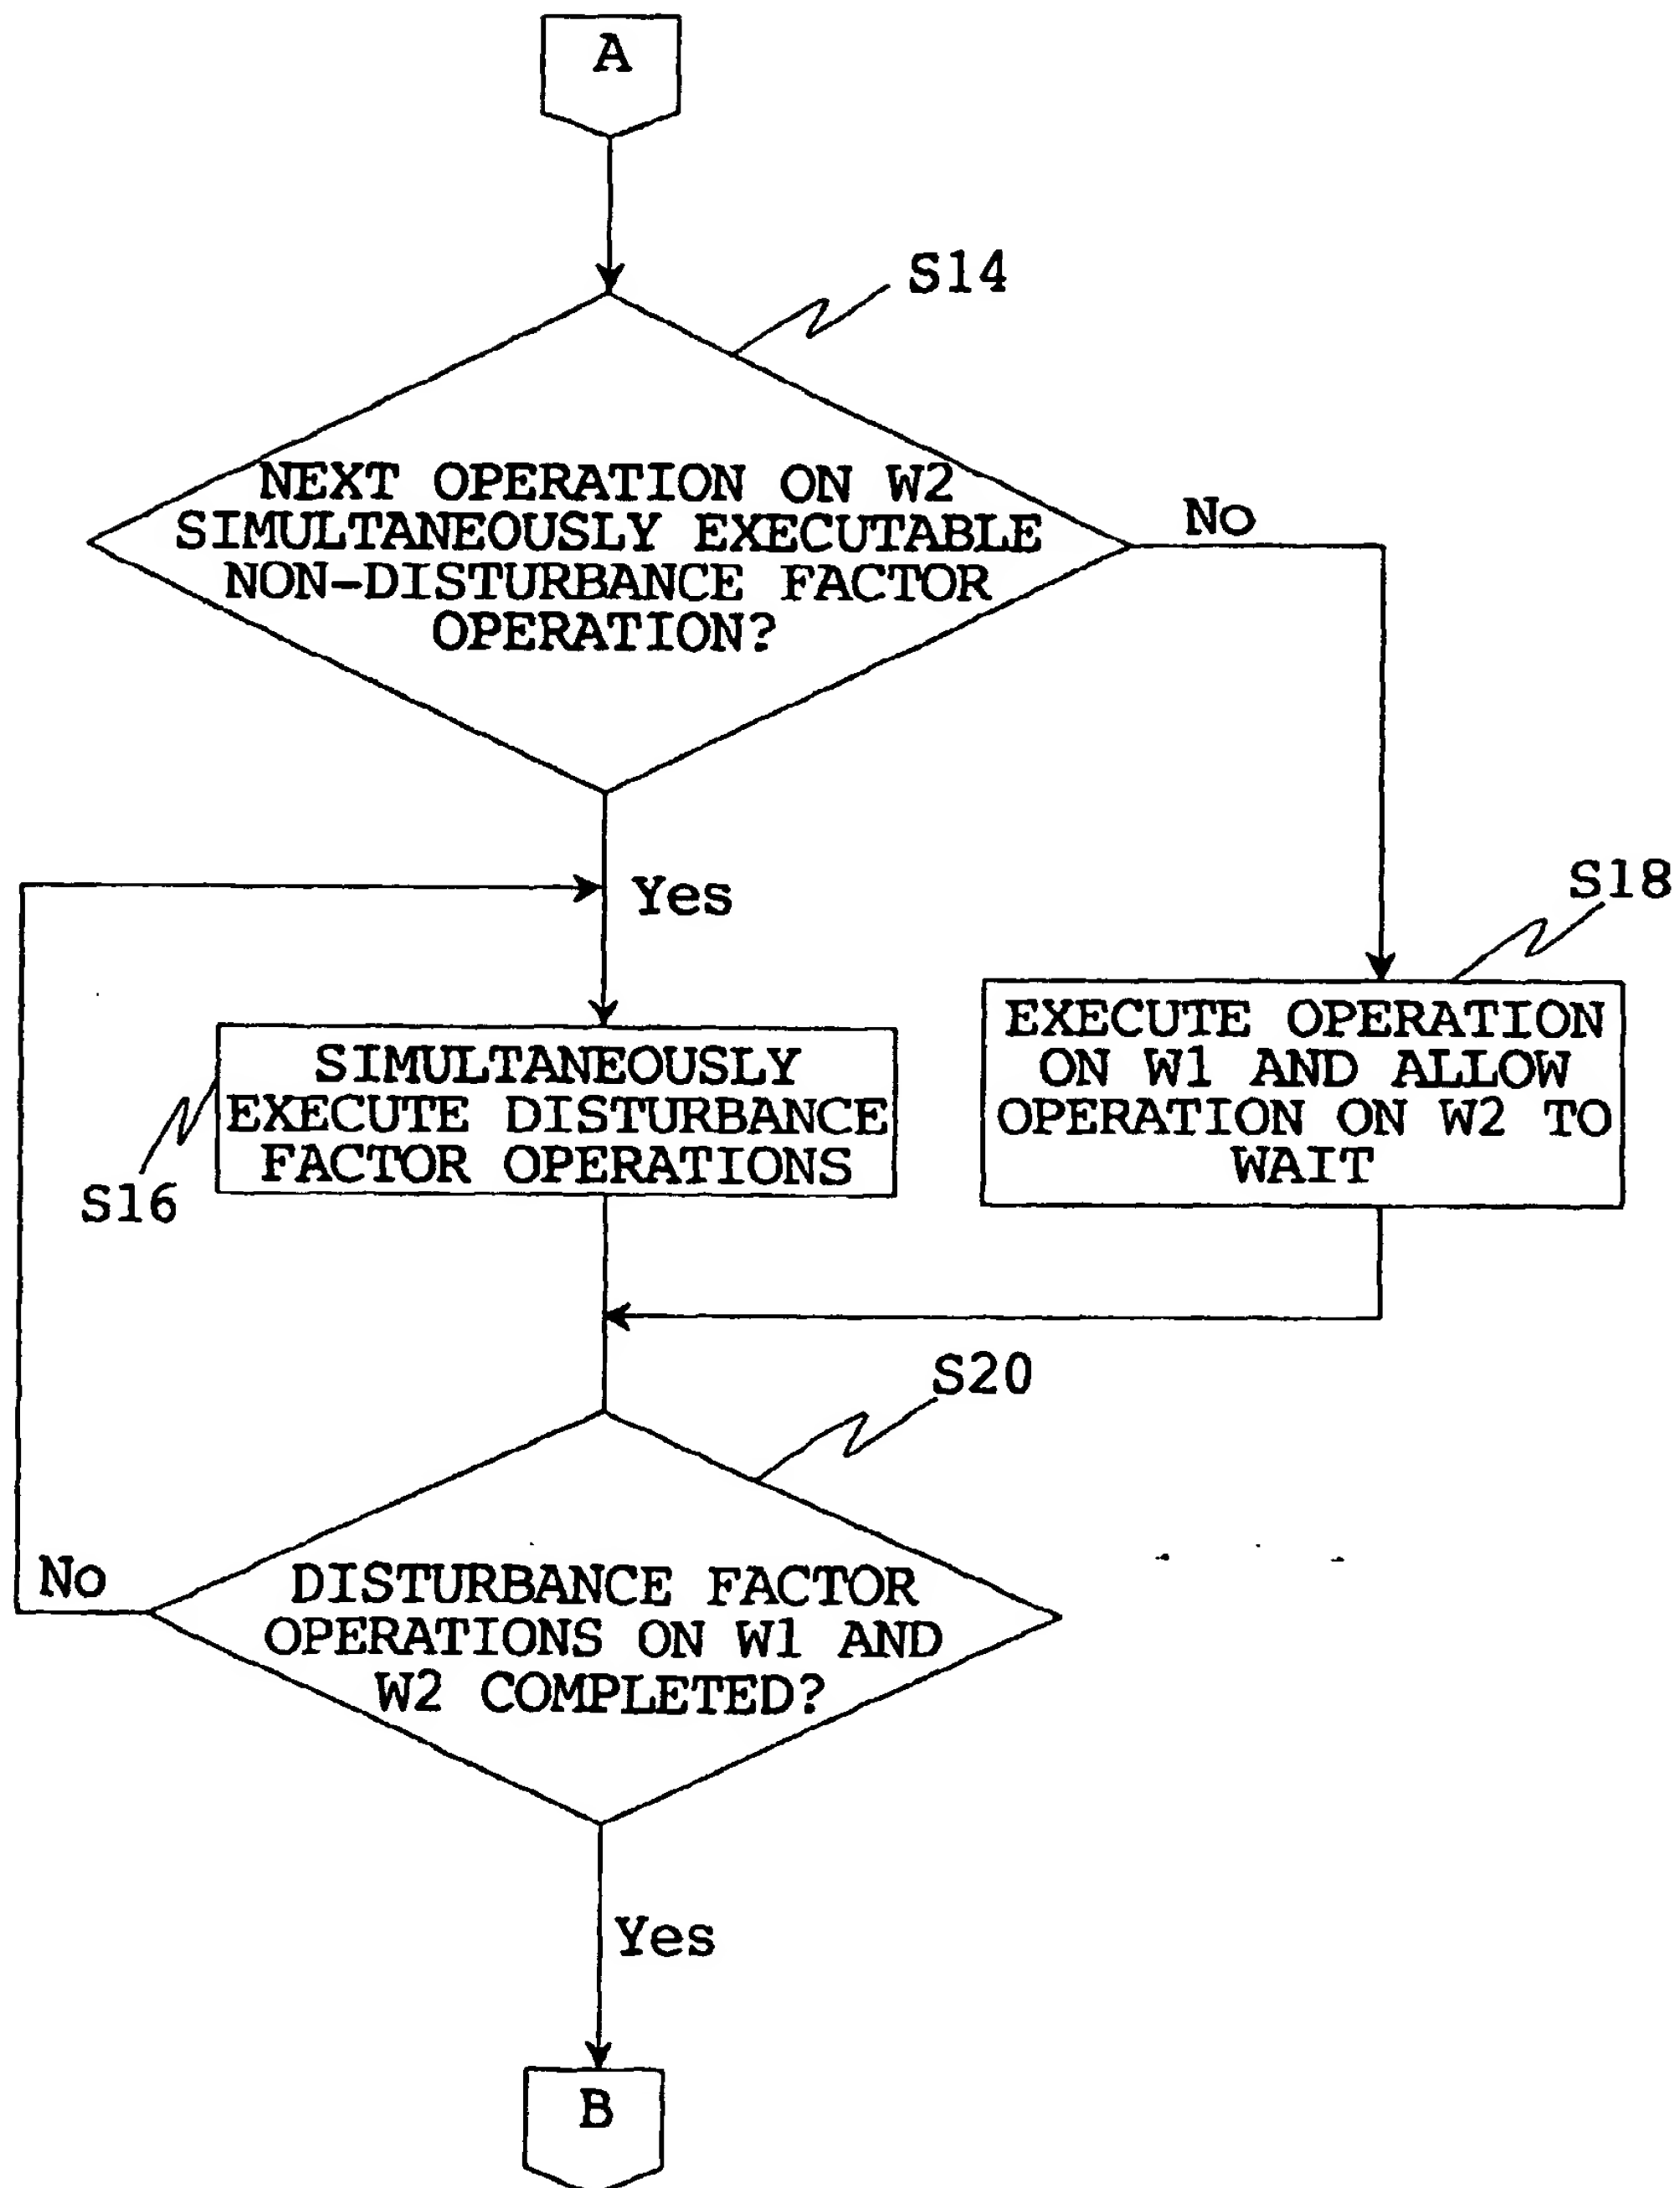 A
S14
NEXT OPERATION ON W2
SIMULTANEOUSLY EXECUTABLE
NON-DISTURBANCE FACTOR
OPERATION?
No
Yes
S18
EXECUTE OPERATION
ON W1 AND ALLOW
OPERATION ON W2 TO
WAIT
SIMULTANEOUSLY
EXECUTE DISTURBANCE
FACTOR OPERATIONS
S16
S20
No
DISTURBANCE FACTOR
OPERATIONS ON W1 AND
W2 COMPLETED?
Yes
B